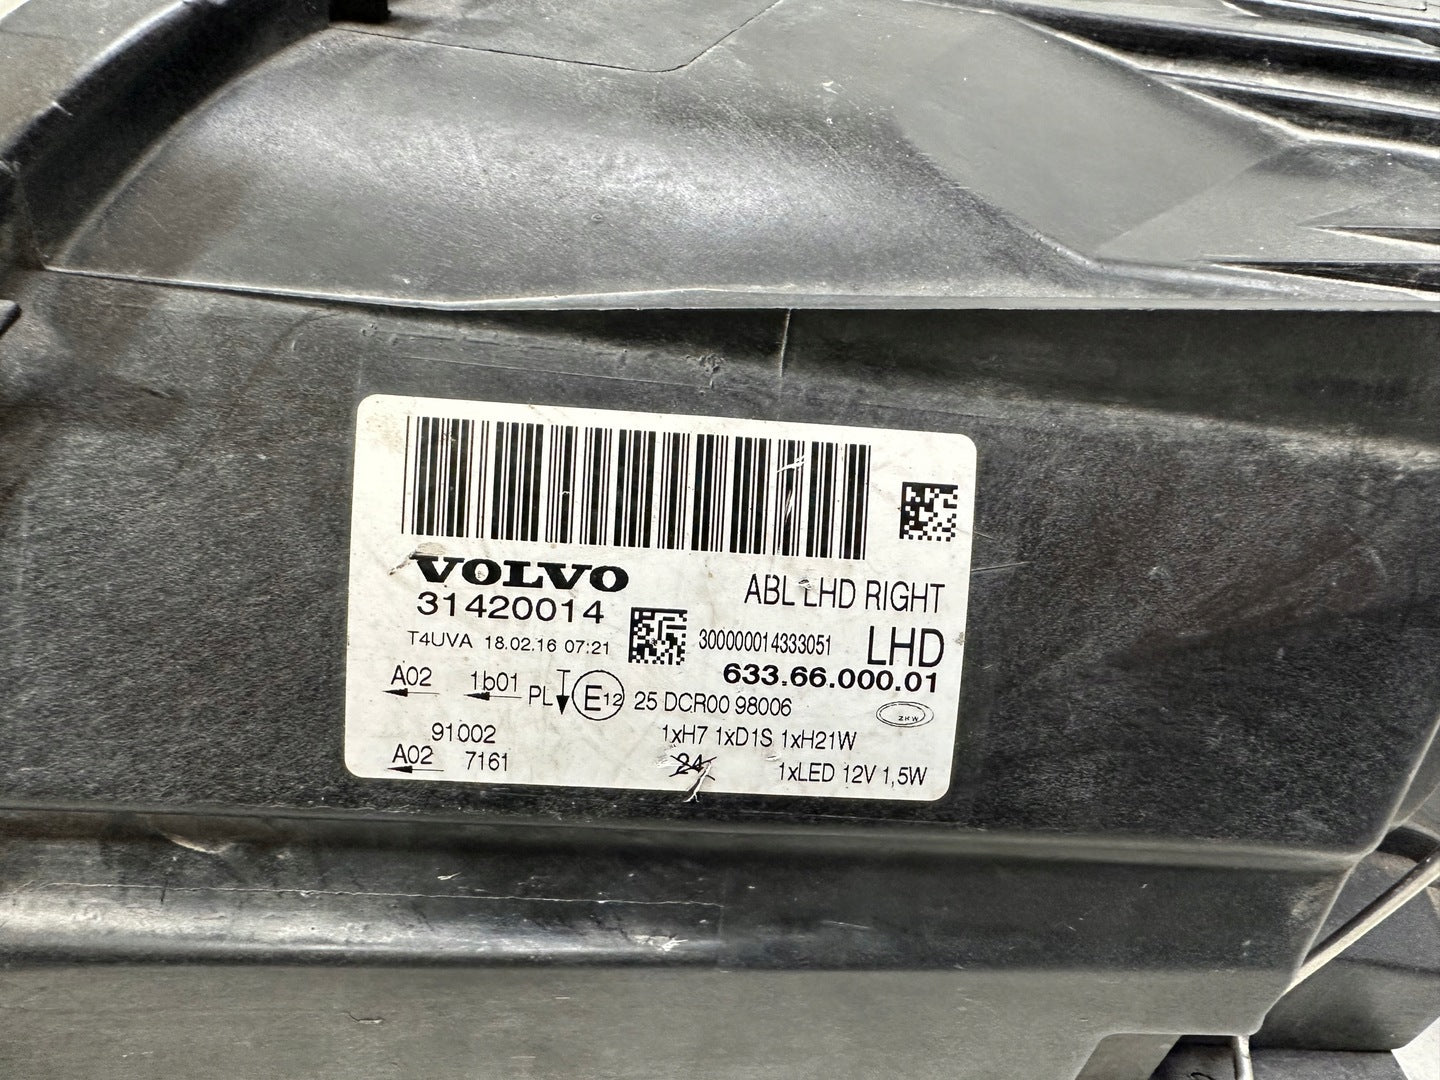 VOLVO
31420014
ABL LHD RIGHT
T4UVA 18.02.16 07:21
300000014333051
LHD
633.66.000.01
A02 1b01 PL E12 25 DCR00 98006
ZKW
91002 1xH7 1xD1S 1xH21W
A02 7161 24 1xLED 12V 1,5W